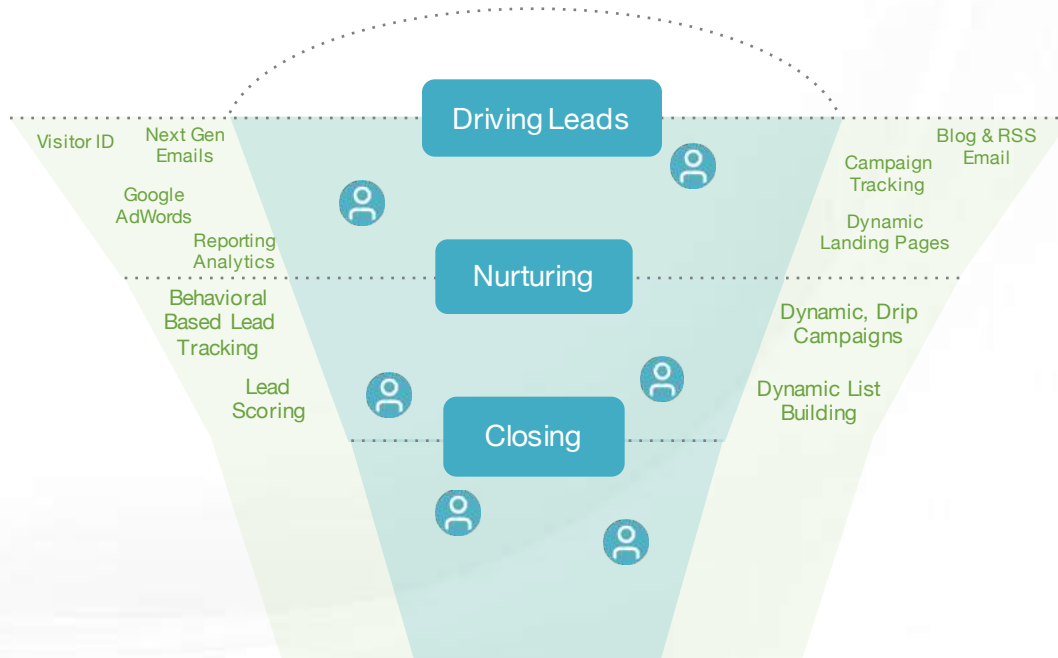 Driving Leads
Visitor ID
Next Gen
Emails
Google
AdWords
Reporting
Analytics
Blog & RSS
Email
Campaign
Tracking
Dynamic
Landing Pages
Nurturing
Behavioral
Based Lead
Tracking
Lead
Scoring
Dynamic, Drip
Campaigns
Dynamic List
Building
Closing